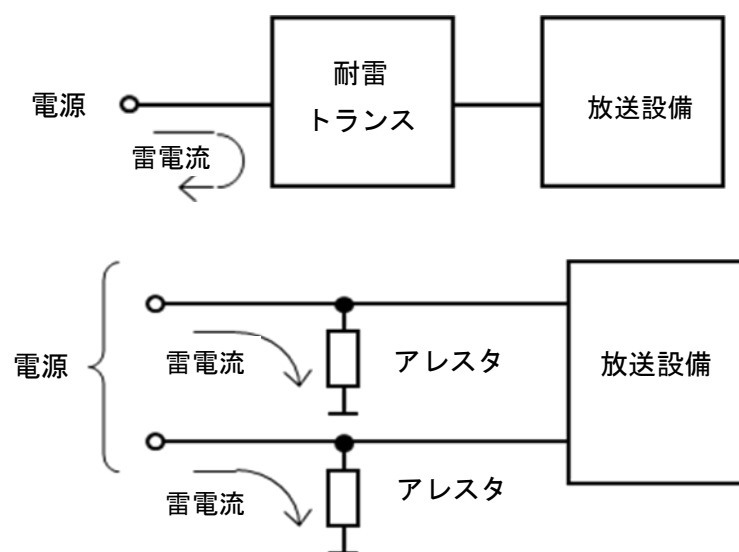 耐雷
トランス
電源
放送設備
雷電流
電源
雷電流
アレスタ
放送設備
雷電流
アレスタ